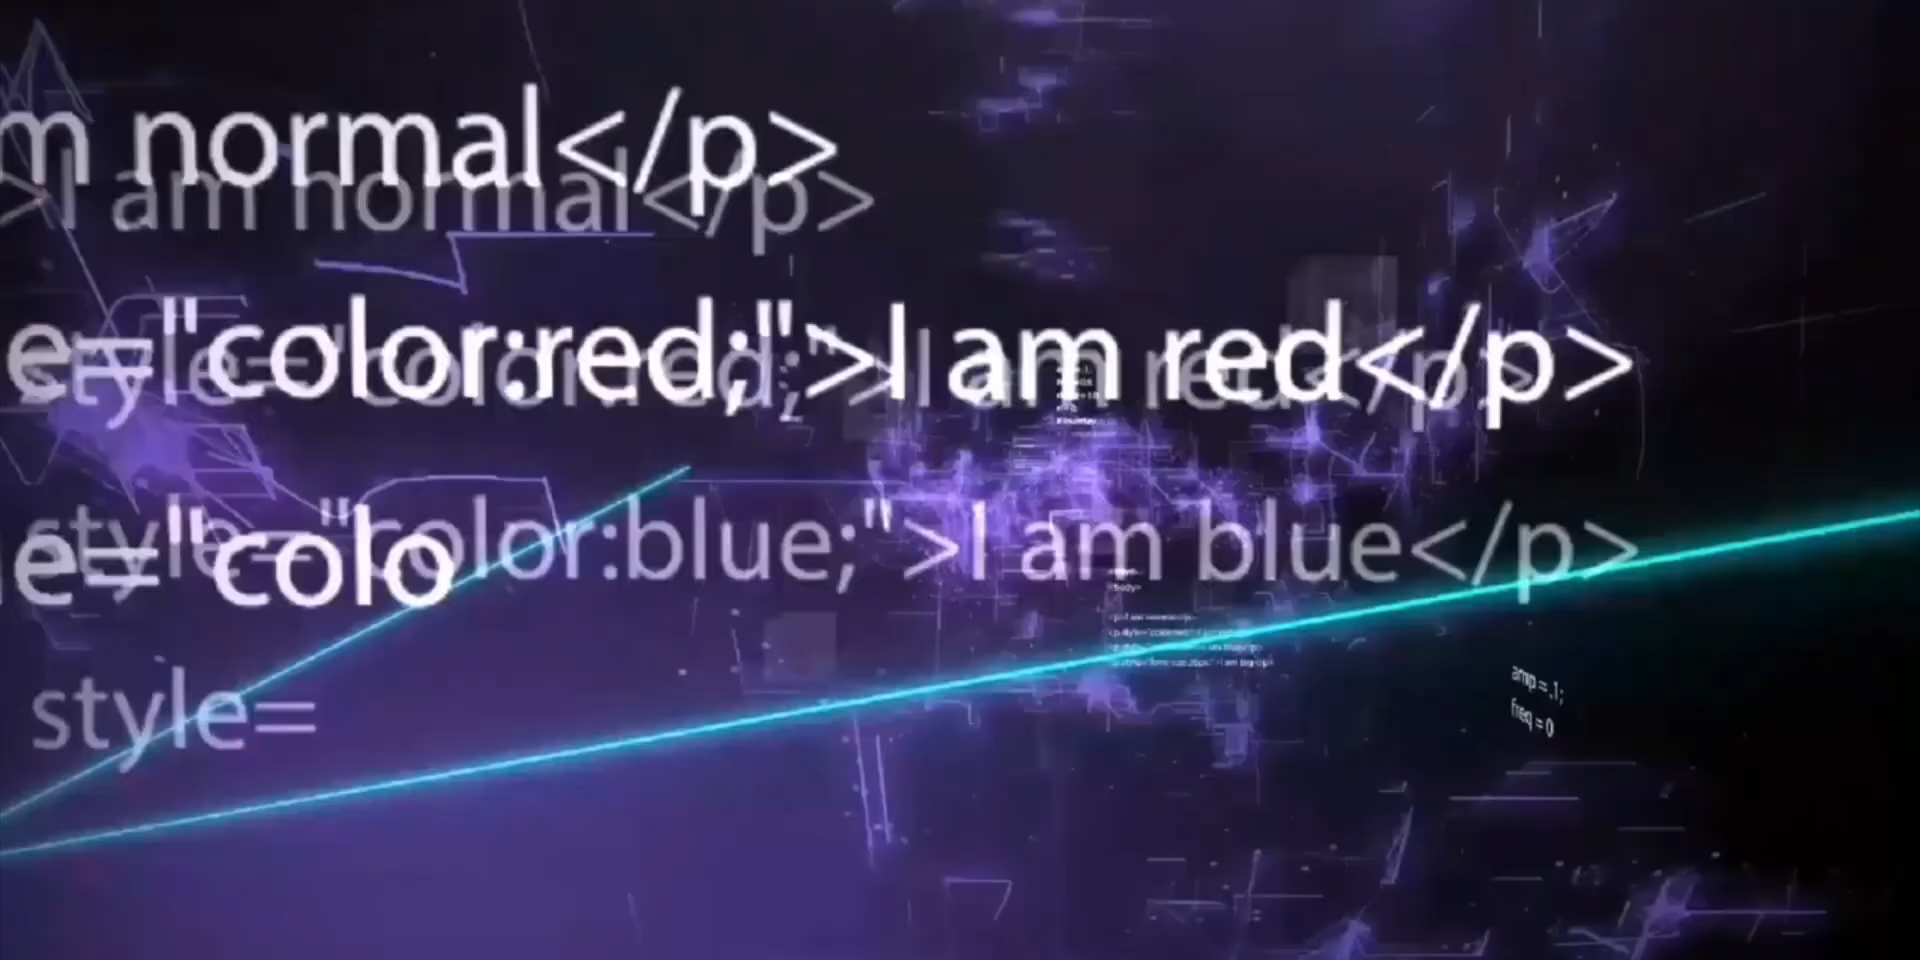 m normal</p>
>I am normal</p>
e="color:red;">I am red</p>
style="color:red;">I am red</p>
style="color:blue;">I am blue</p>
e="colo
style=
<body>
amp = .1;
freq = 0